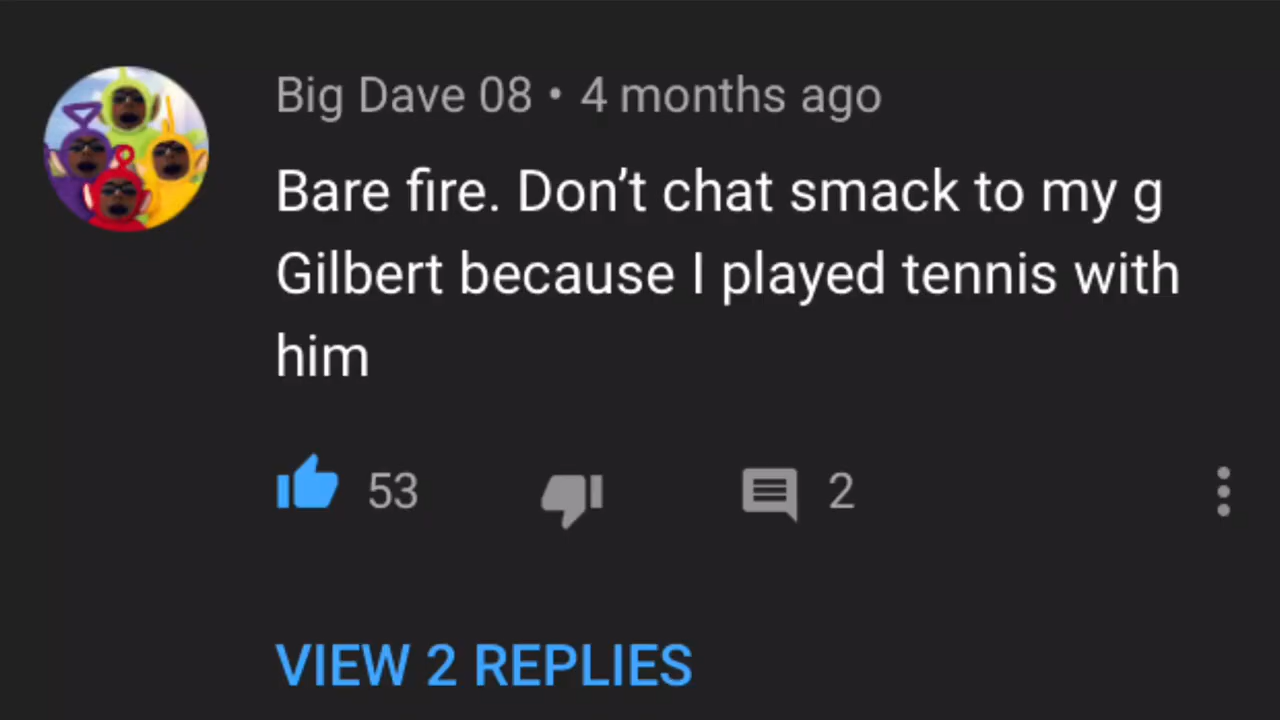 Big Dave 08 • 4 months ago
Bare fire. Don’t chat smack to my g
Gilbert because I played tennis with
him
53 2
VIEW 2 REPLIES